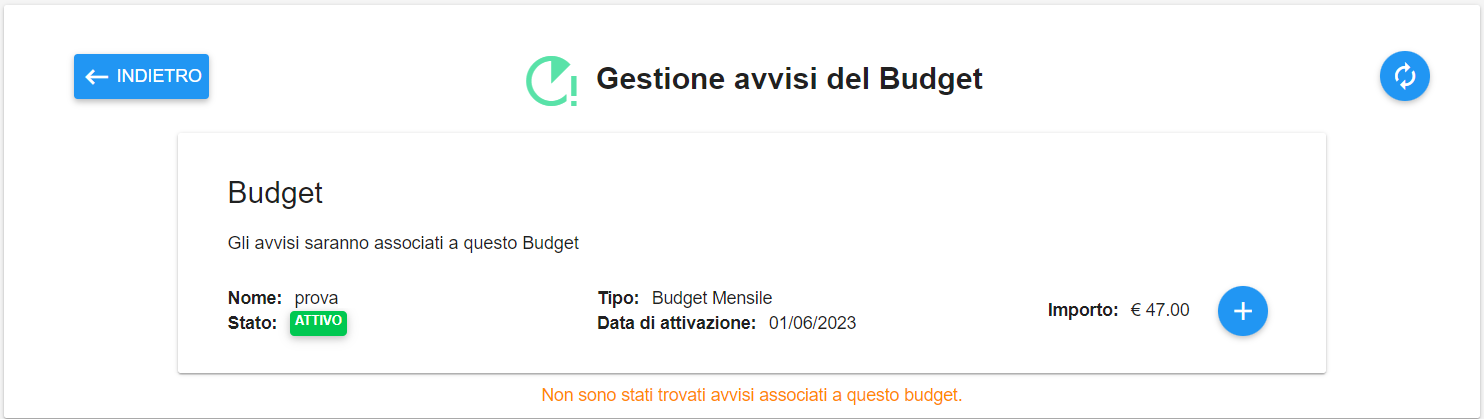 INDIETRO
Gestione avvisi del Budget
Budget
Gli avvisi saranno associati a questo Budget
Nome: prova
Stato: ATTIVO
Tipo: Budget Mensile
Data di attivazione: 01/06/2023
Importo: € 47.00
Non sono stati trovati avvisi associati a questo budget.